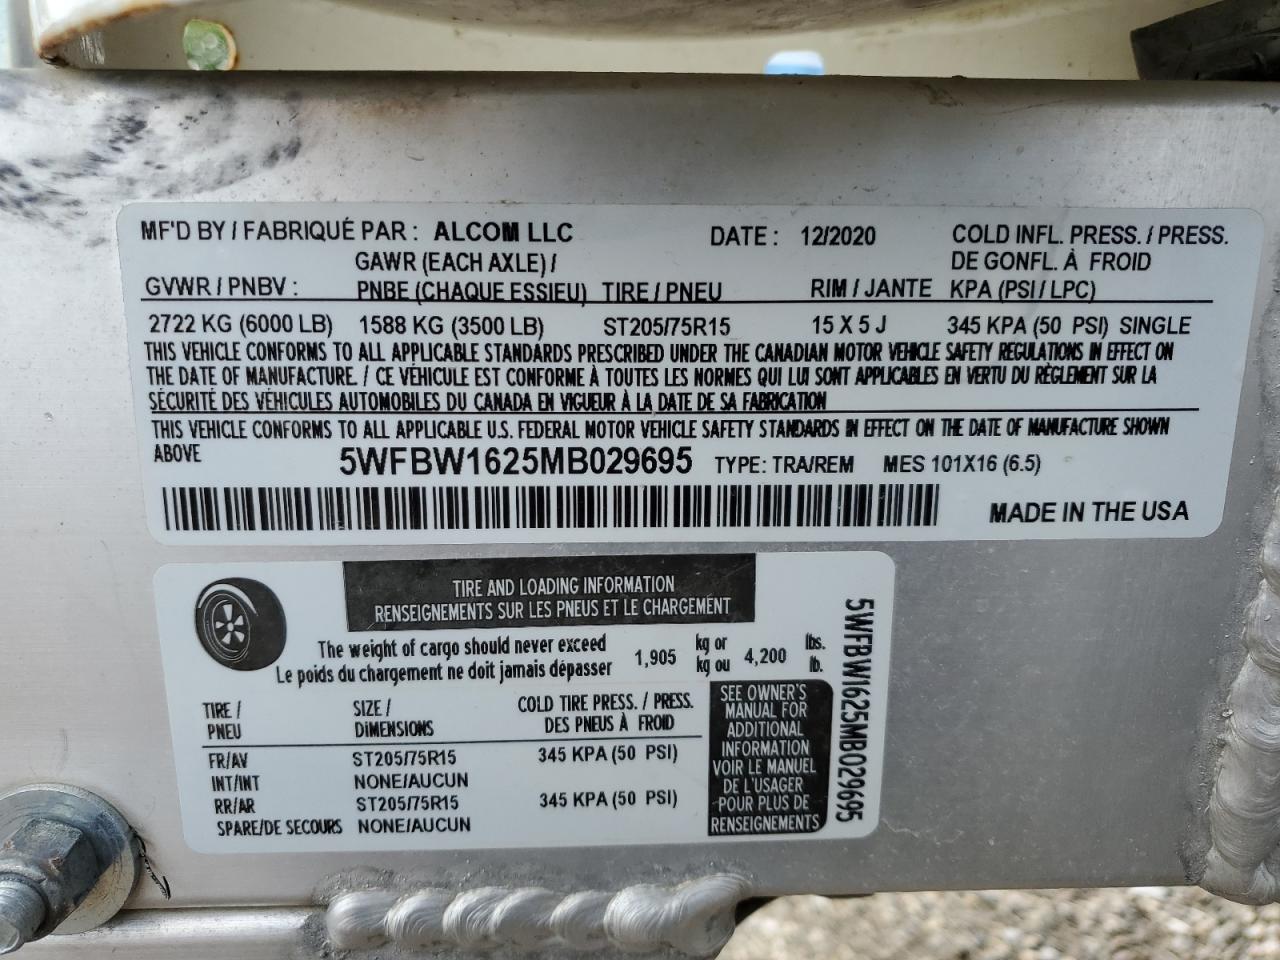 MF'D BY / FABRIQUÉ PAR : ALCOM LLC DATE : 12/2020 COLD INFL. PRESS. / PRESS.
GAWR (EACH AXLE) / DE GONFL. À FROID
GVWR / PNBV : PNBE (CHAQUE ESSIEU) TIRE / PNEU RIM / JANTE KPA (PSI / LPC)
2722 KG (6000 LB) 1588 KG (3500 LB) ST205/75R15 15 X 5 J 345 KPA (50 PSI) SINGLE
THIS VEHICLE CONFORMS TO ALL APPLICABLE STANDARDS PRESCRIBED UNDER THE CANADIAN MOTOR VEHICLE SAFETY REGULATIONS IN EFFECT ON
THE DATE OF MANUFACTURE. / CE VÉHICULE EST CONFORME À TOUTES LES NORMES QUI LUI SONT APPLICABLES EN VERTU DU RÈGLEMENT SUR LA
SÉCURITÉ DES VÉHICULES AUTOMOBILES DU CANADA EN VIGUEUR À LA DATE DE SA FABRICATION
THIS VEHICLE CONFORMS TO ALL APPLICABLE U.S. FEDERAL MOTOR VEHICLE SAFETY STANDARDS IN EFFECT ON THE DATE OF MANUFACTURE SHOWN
ABOVE 5WFBW1625MB029695 TYPE: TRA/REM MES 101X16 (6.5)
MADE IN THE USA
TIRE AND LOADING INFORMATION
RENSEIGNEMENTS SUR LES PNEUS ET LE CHARGEMENT
The weight of cargo should never exceed 1,905 kg or 4,200 lbs.
Le poids du chargement ne doit jamais dépasser kg ou lb.
TIRE / SIZE / COLD TIRE PRESS. / PRESS.
PNEU DIMENSIONS DES PNEUS À FROID
FR/AV ST205/75R15 345 KPA (50 PSI)
INT/INT NONE/AUCUN
RR/AR ST205/75R15 345 KPA (50 PSI)
SPARE/DE SECOURS NONE/AUCUN
SEE OWNER'S
MANUAL FOR
ADDITIONAL
INFORMATION
VOIR LE MANUEL
DE L'USAGER
POUR PLUS DE
RENSEIGNEMENTS
5WFBW1625MB029695